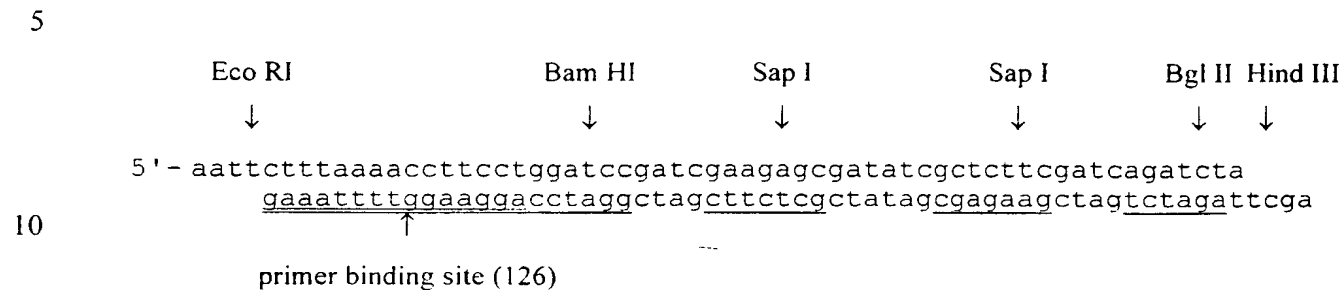 5
Eco RI Bam HI Sap I Sap I Bgl II Hind III
↓ ↓ ↓ ↓ ↓ ↓
5'- aattctttaaaaccttcctggatccgatcgaagagcgatatcgctcttcgatcagatcta
gaaattttggaaggacctaggctagcttctcgctatagcgagaagctagtctagattcga
10
↑
primer binding site (126)